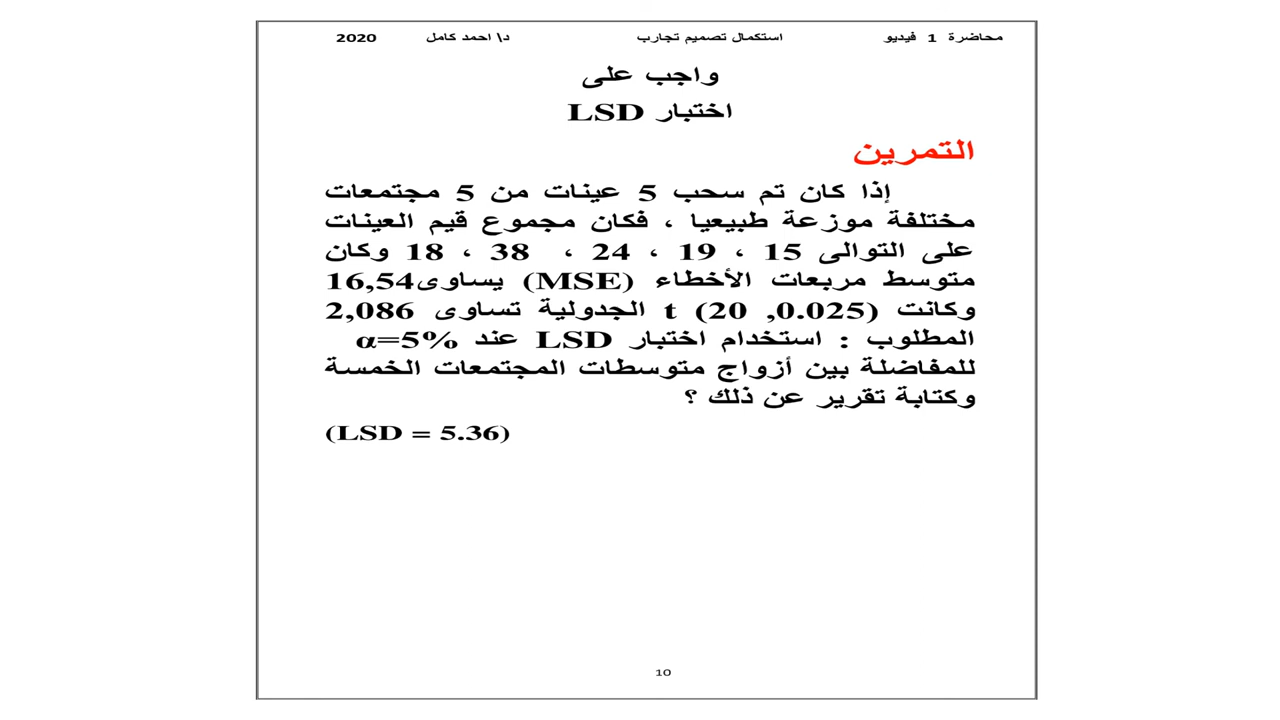 محاضرة 1 فيديو استكمال تصميم تجارب د\ احمد كامل 2020
واجب على
اختبار LSD
التمرين
إذا كان تم سحب 5 عينات من 5 مجتمعات
مختلفة موزعة طبيعيا ، فكان مجموع قيم العينات
على التوالى 15 ، 19 ، 24 ، 38 ، 18 وكان
متوسط مربعات الأخطاء (MSE) يساوى16,54
وكانت t (20 ,0.025) الجدولية تساوى 2,086
المطلوب : استخدام اختبار LSD عند α=5%
للمفاضلة بين أزواج متوسطات المجتمعات الخمسة
وكتابة تقرير عن ذلك ؟
(LSD = 5.36)
10